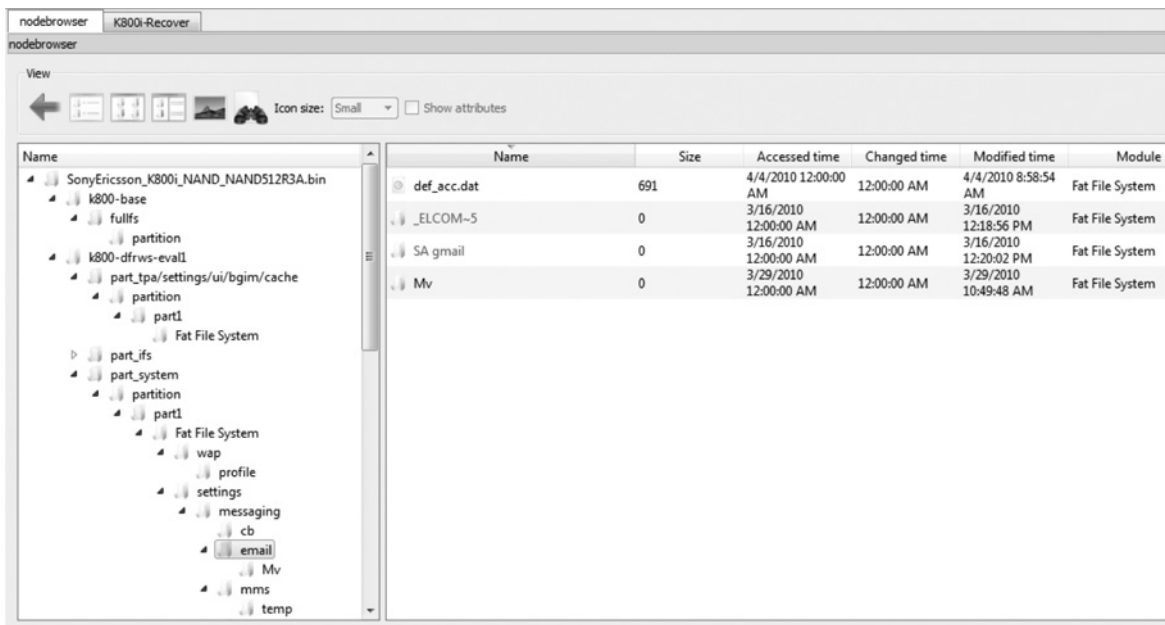 nodebrowser K800i-Recover
nodebrowser
View
Icon size: Small Show attributes
Name
SonyEricsson_K800i_NAND_NAND512R3A.bin
k800-base
fullfs
partition
k800-dfrws-eval1
part_tpa/settings/ui/bgim/cache
partition
part1
Fat File System
part_ifs
part_system
partition
part1
Fat File System
wap
profile
settings
messaging
cb
email
Mv
mms
temp
Name Size Accessed time Changed time Modified time Module
def_acc.dat 691 4/4/2010 12:00:00 AM 12:00:00 AM 4/4/2010 8:58:54 AM Fat File System
_ELCOM~5 0 3/16/2010 12:00:00 AM 12:00:00 AM 3/16/2010 12:18:56 PM Fat File System
SA gmail 0 3/16/2010 12:00:00 AM 12:00:00 AM 3/16/2010 12:20:02 PM Fat File System
Mv 0 3/29/2010 12:00:00 AM 12:00:00 AM 3/29/2010 10:49:48 AM Fat File System